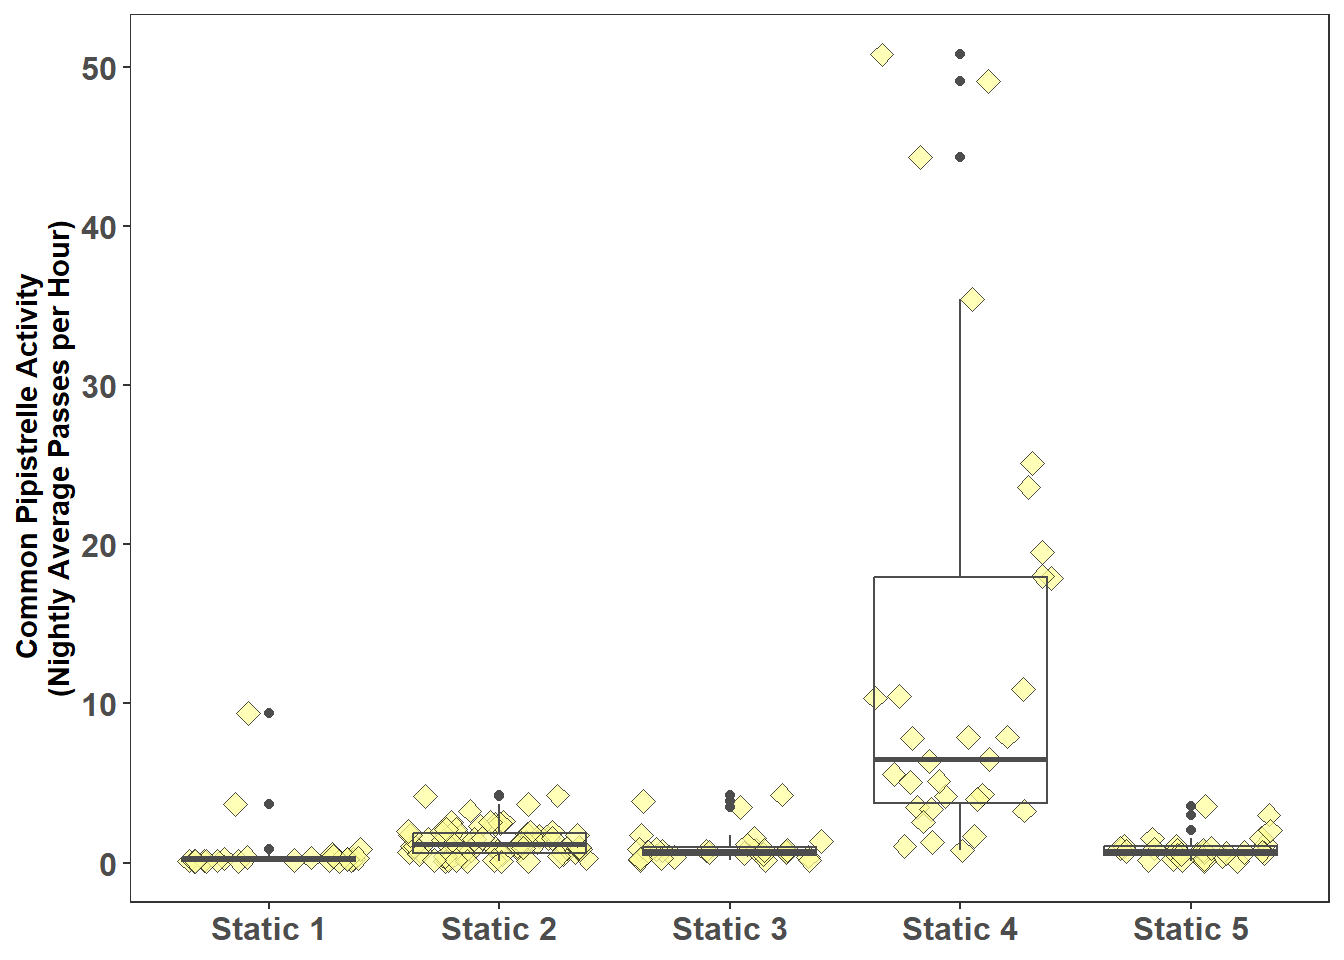 Common Pipistrelle Activity
(Nightly Average Passes per Hour)
50
40
30
20
10
0
Static 1
Static 2
Static 3
Static 4
Static 5